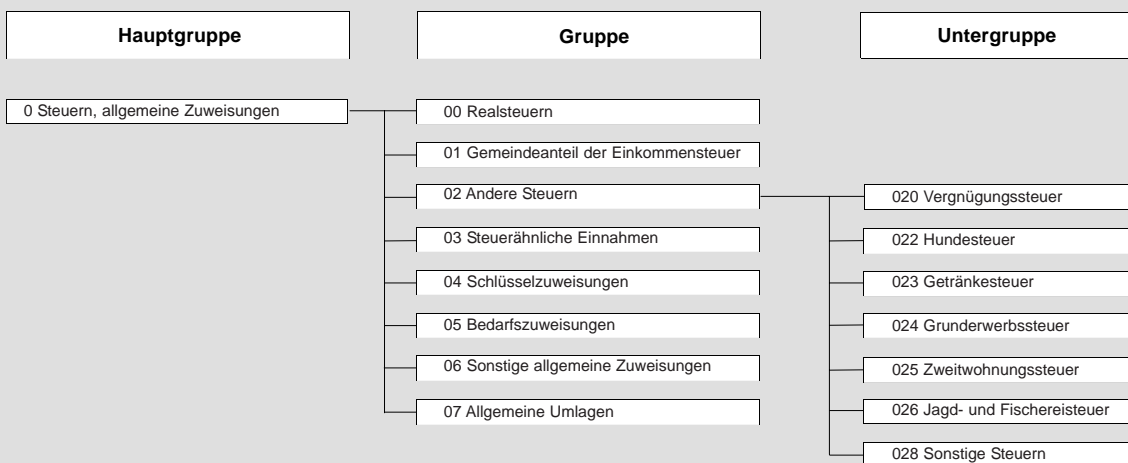 Hauptgruppe
Gruppe
Untergruppe
0 Steuern, allgemeine Zuweisungen
00 Realsteuern
01 Gemeindeanteil der Einkommensteuer
02 Andere Steuern
03 Steuerähnliche Einnahmen
04 Schlüsselzuweisungen
05 Bedarfszuweisungen
06 Sonstige allgemeine Zuweisungen
07 Allgemeine Umlagen
020 Vergnügungssteuer
022 Hundesteuer
023 Getränkesteuer
024 Grunderwerbssteuer
025 Zweitwohnungssteuer
026 Jagd- und Fischereisteuer
028 Sonstige Steuern